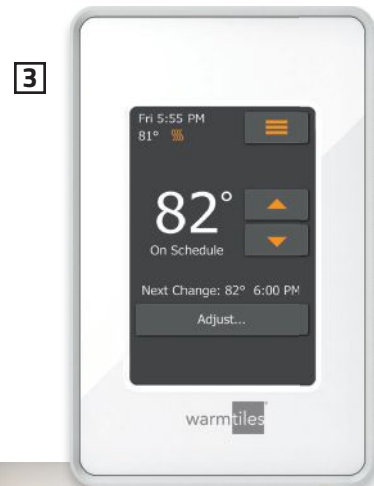 3
Fri 5:55 PM
81°
82°
On Schedule
Next Change: 82° 6:00 PM
Adjust...
warmtiles